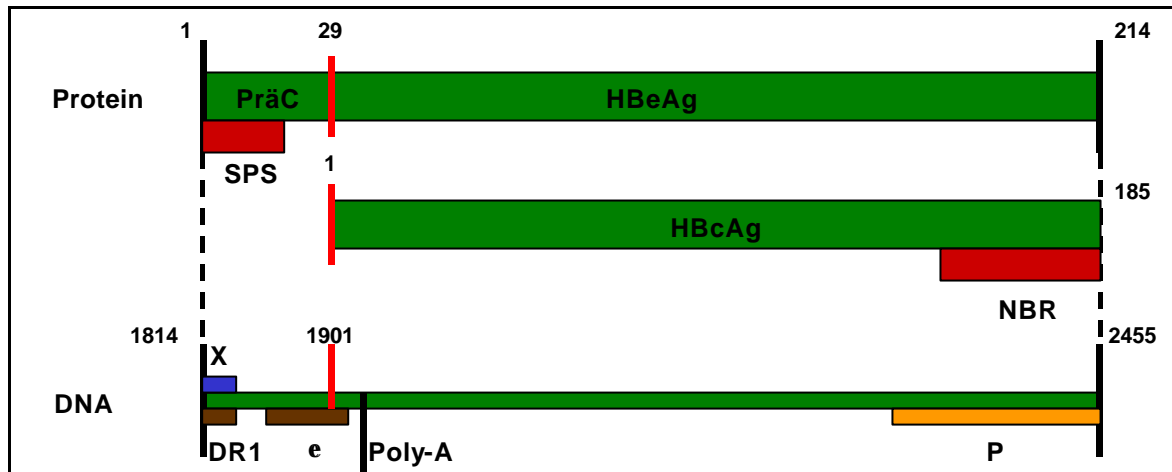 1 29 214
Protein PräC HBeAg
SPS
1
185
HBcAg
NBR
1814 1901 2455
X
DNA
DR1 e Poly-A P